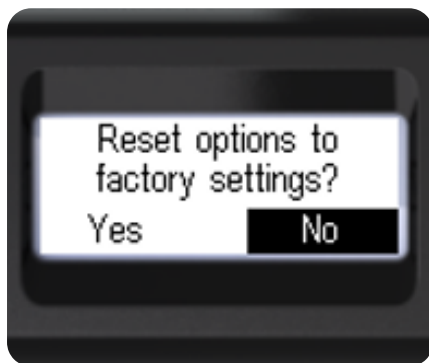 Reset options to
factory settings?
Yes No